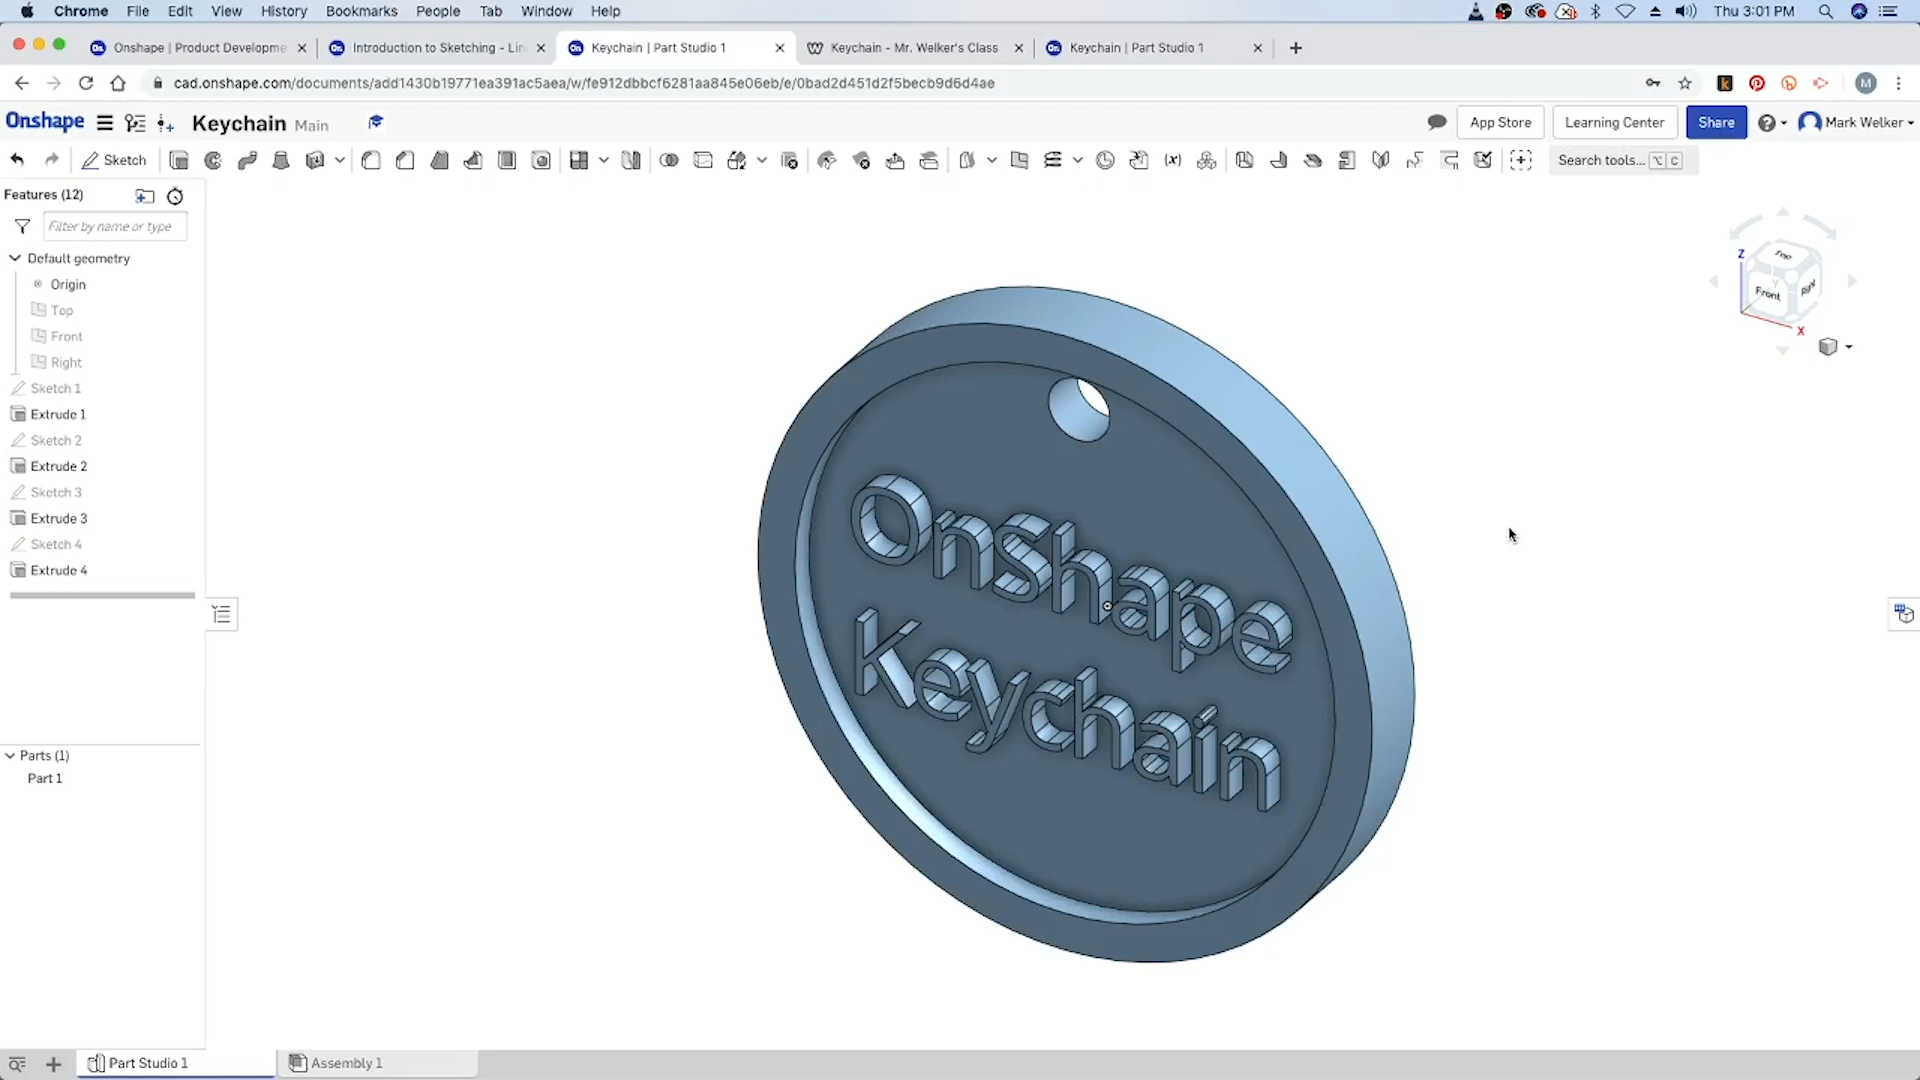 Chrome File Edit View History Bookmarks People Tab Window Help Thu 3:01 PM
Onshape | Product Developme Introduction to Sketching - Lin Keychain | Part Studio 1 Keychain - Mr. Welker's Class Keychain | Part Studio 1
cad.onshape.com/documents/add1430b19771ea391ac5aea/w/fe912dbbcf6281aa845e06eb/e/0bad2d451d2f5becb9d6d4ae M
Onshape Keychain Main App Store Learning Center Share Mark Welker
Sketch Search tools... ⌥ C
Features (12)
Filter by name or type
Default geometry
Origin
Top
Front
Right
Sketch 1
Extrude 1
Sketch 2
Extrude 2
Sketch 3
Extrude 3
Sketch 4
Extrude 4
Parts (1)
Part 1
Z
Top
Front
Right
X
OnShape
Keychain
Part Studio 1 Assembly 1